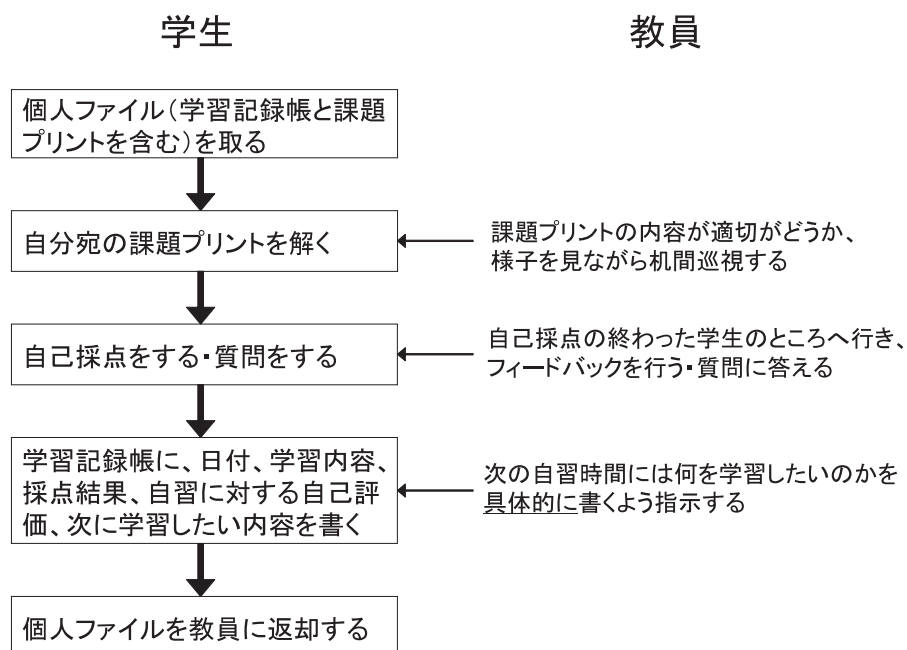 学生
教員
個人ファイル(学習記録帳と課題
プリントを含む)を取る
自分宛の課題プリントを解く
課題プリントの内容が適切がどうか、
様子を見ながら机間巡視する
自己採点をする・質問をする
自己採点の終わった学生のところへ行き、
フィードバックを行う・質問に答える
学習記録帳に、日付、学習内容、
採点結果、自習に対する自己評
価、次に学習したい内容を書く
次の自習時間には何を学習したいのかを
具体的に書くよう指示する
個人ファイルを教員に返却する